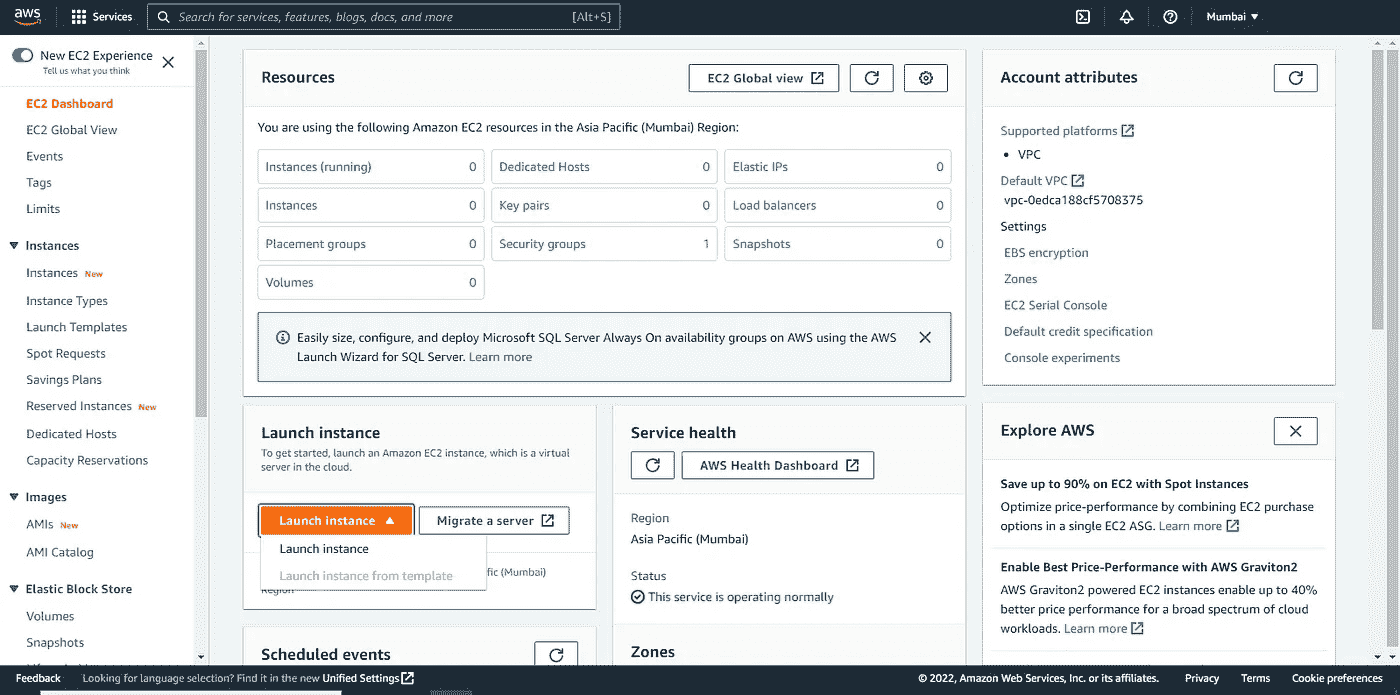 aws
Services
Search for services, features, blogs, docs, and more
[Alt+S]
Mumbai
New EC2 Experience
Tell us what you think
EC2 Dashboard
EC2 Global View
Events
Tags
Limits
Instances
Instances New
Instance Types
Launch Templates
Spot Requests
Savings Plans
Reserved Instances New
Dedicated Hosts
Capacity Reservations
Images
AMIs New
AMI Catalog
Elastic Block Store
Volumes
Snapshots
Resources
EC2 Global view
You are using the following Amazon EC2 resources in the Asia Pacific (Mumbai) Region:
Instances (running) 0
Dedicated Hosts 0
Elastic IPs 0
Instances 0
Key pairs 0
Load balancers 0
Placement groups 0
Security groups 1
Snapshots 0
Volumes 0
Easily size, configure, and deploy Microsoft SQL Server Always On availability groups on AWS using the AWS
Launch Wizard for SQL Server. Learn more
Launch instance
To get started, launch an Amazon EC2 instance, which is a virtual
server in the cloud.
Launch instance
Migrate a server
Launch instance
Launch instance from template
fic (Mumbai)
Region
Scheduled events
Service health
AWS Health Dashboard
Region
Asia Pacific (Mumbai)
Status
This service is operating normally
Zones
Account attributes
Supported platforms
VPC
Default VPC
vpc-0edca188cf5708375
Settings
EBS encryption
Zones
EC2 Serial Console
Default credit specification
Console experiments
Explore AWS
Save up to 90% on EC2 with Spot Instances
Optimize price-performance by combining EC2 purchase
options in a single EC2 ASG. Learn more
Enable Best Price-Performance with AWS Graviton2
AWS Graviton2 powered EC2 instances enable up to 40%
better price performance for a broad spectrum of cloud
workloads. Learn more
Feedback
Looking for language selection? Find it in the new Unified Settings
© 2022, Amazon Web Services, Inc. or its affiliates.
Privacy
Terms
Cookie preferences